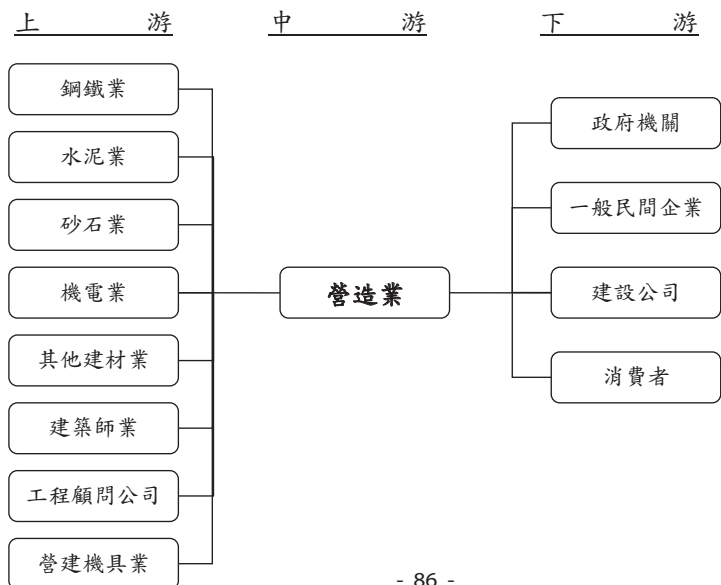 上游 中游 下游
鋼鐵業
水泥業
砂石業
機電業
其他建材業
建築師業
工程顧問公司
營建機具業
營造業
政府機關
一般民間企業
建設公司
消費者
- 86 -